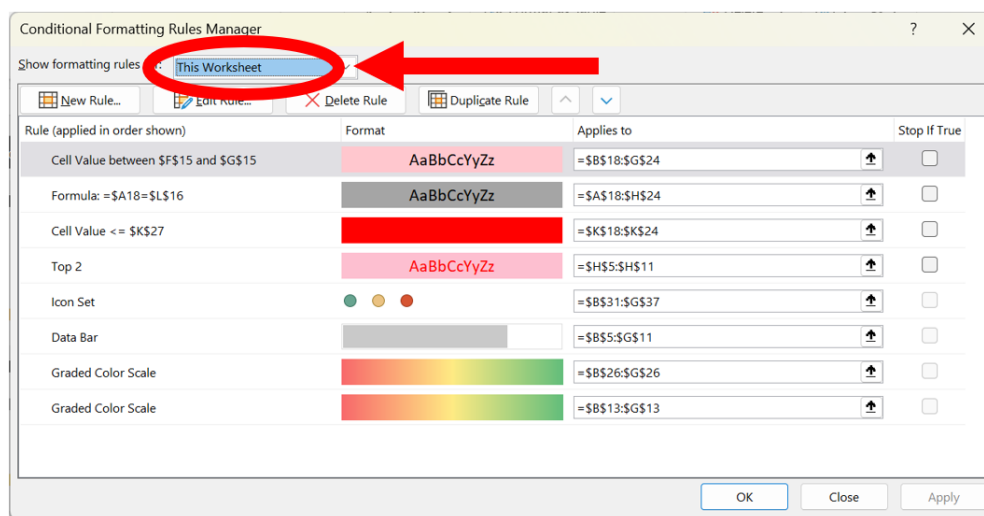 Conditional Formatting Rules Manager ? ×
Show formatting rules This Worksheet
New Rule... Edit Rule... Delete Rule Duplicate Rule
Rule (applied in order shown) Format Applies to Stop If True
Cell Value between $F$15 and $G$15 AaBbCcYyZz =$B$18:$G$24
Formula: =$A18=$L$16 AaBbCcYyZz =$A$18:$H$24
Cell Value <= $K$27 =$K$18:$K$24
Top 2 AaBbCcYyZz =$H$5:$H$11
Icon Set =$B$31:$G$37
Data Bar =$B$5:$G$11
Graded Color Scale =$B$26:$G$26
Graded Color Scale =$B$13:$G$13
OK Close Apply